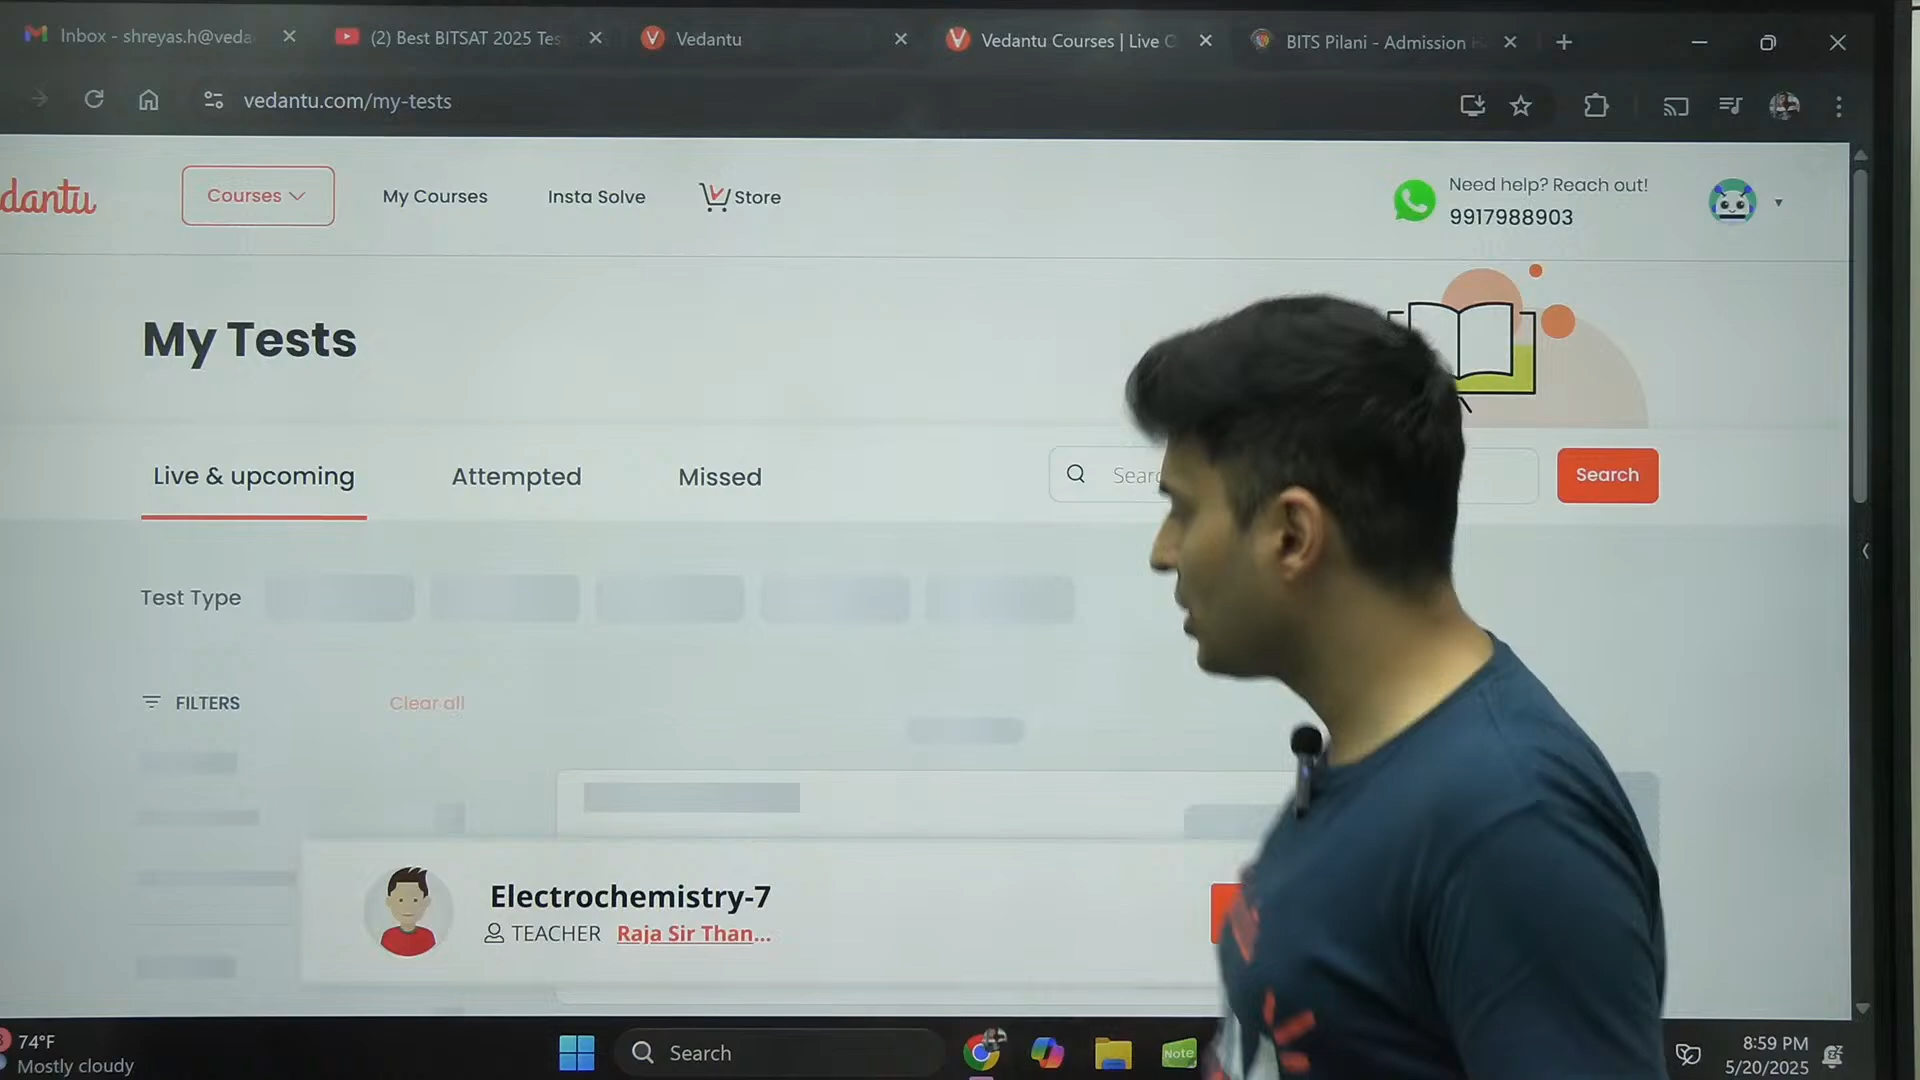 Inbox - shreyas.h@veda
(2) Best BITSAT 2025 Tes
Vedantu
Vedantu Courses | Live C
BITS Pilani - Admission
vedantu.com/my-tests
dantu
Courses
My Courses
Insta Solve
Store
Need help? Reach out!
9917988903
My Tests
Live & upcoming
Attempted
Missed
Search
Test Type
FILTERS
Clear all
Electrochemistry-7
TEACHER Raja Sir Than...
74°F
Mostly cloudy
Search
Note
8:59 PM
5/20/2025